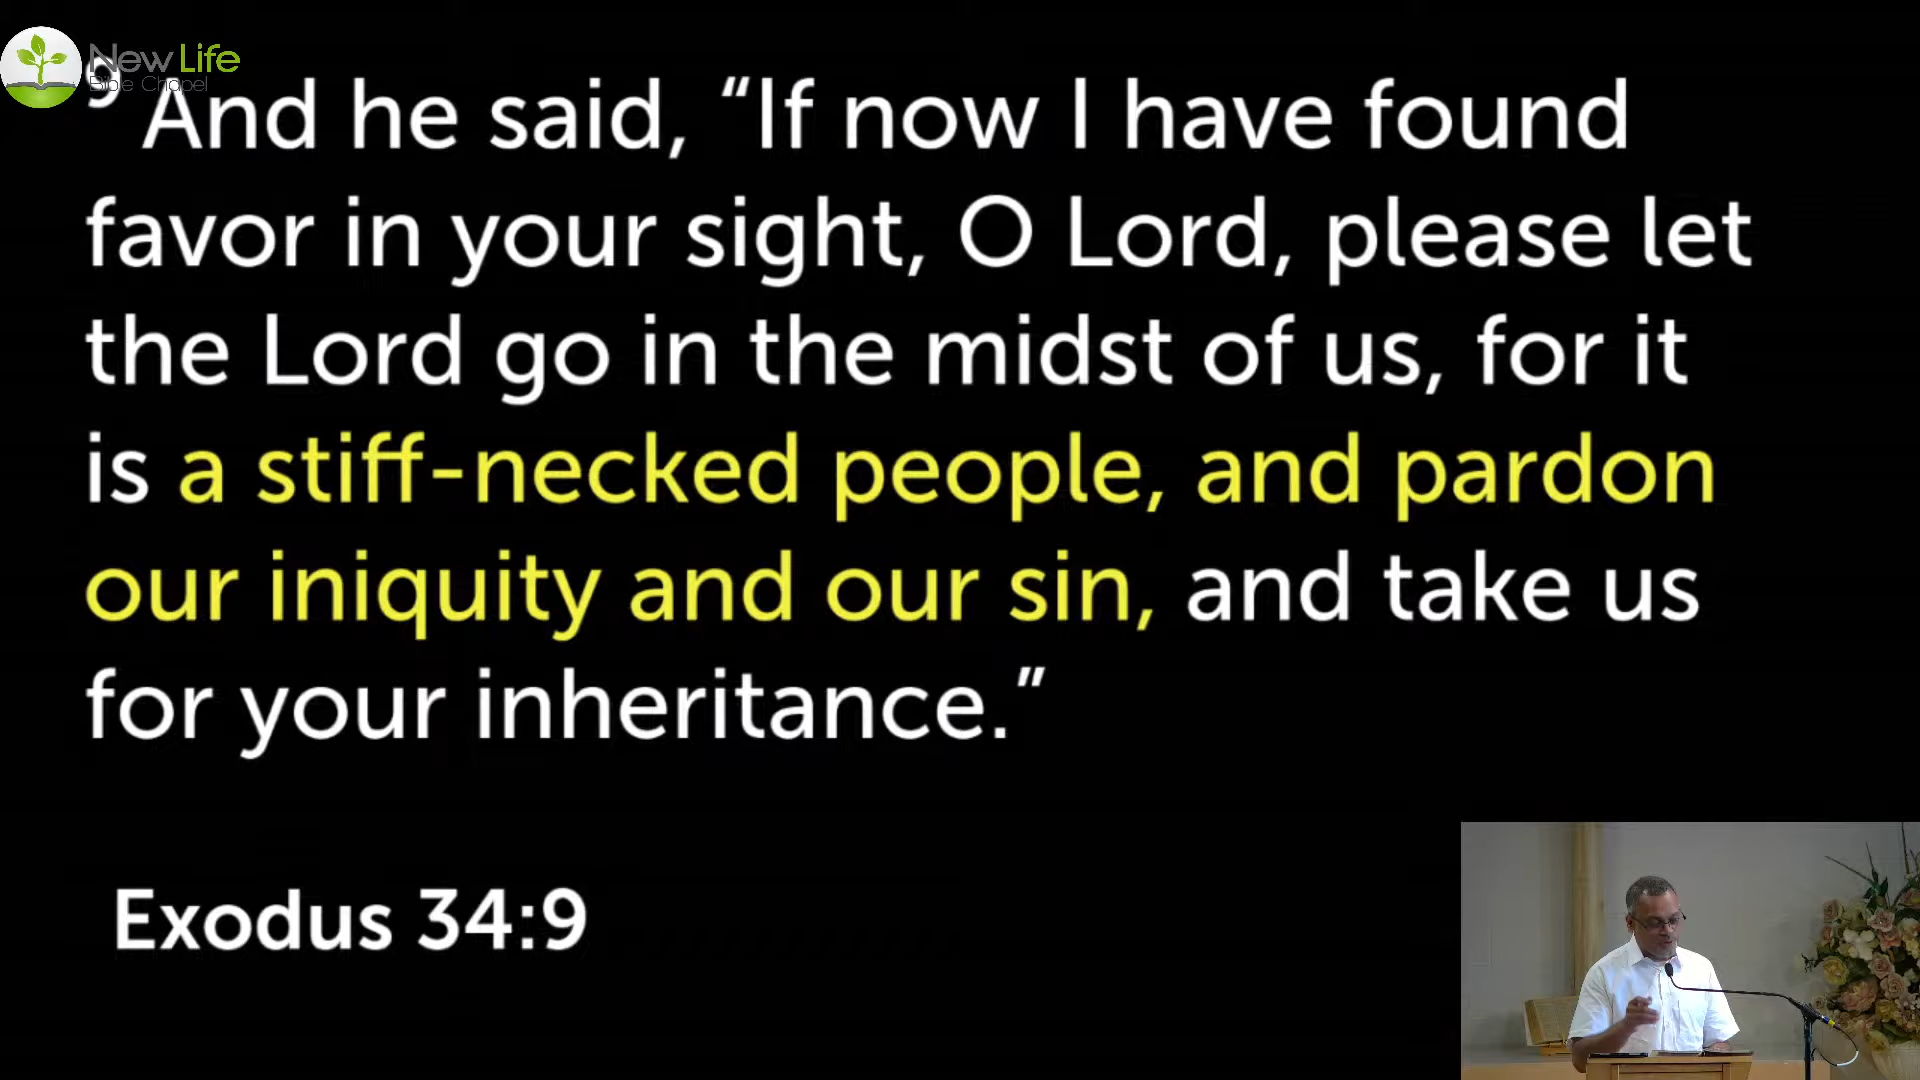 New Life
Bible Chapel
9 And he said, “If now I have found
favor in your sight, O Lord, please let
the Lord go in the midst of us, for it
is a stiff-necked people, and pardon
our iniquity and our sin, and take us
for your inheritance.”
Exodus 34:9